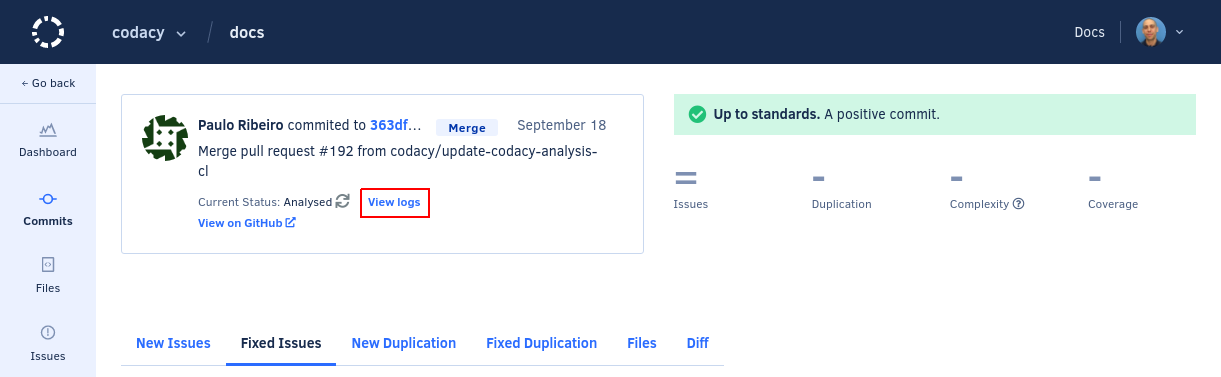 codacy / docs
Docs
← Go back
Dashboard
Commits
Files
Issues
Paulo Ribeiro commited to 363df... Merge September 18
Merge pull request #192 from codacy/update-codacy-analysis-
cl
Current Status: Analysed View logs
View on GitHub
Up to standards. A positive commit.
= - - -
Issues Duplication Complexity Coverage
New Issues Fixed Issues New Duplication Fixed Duplication Files Diff